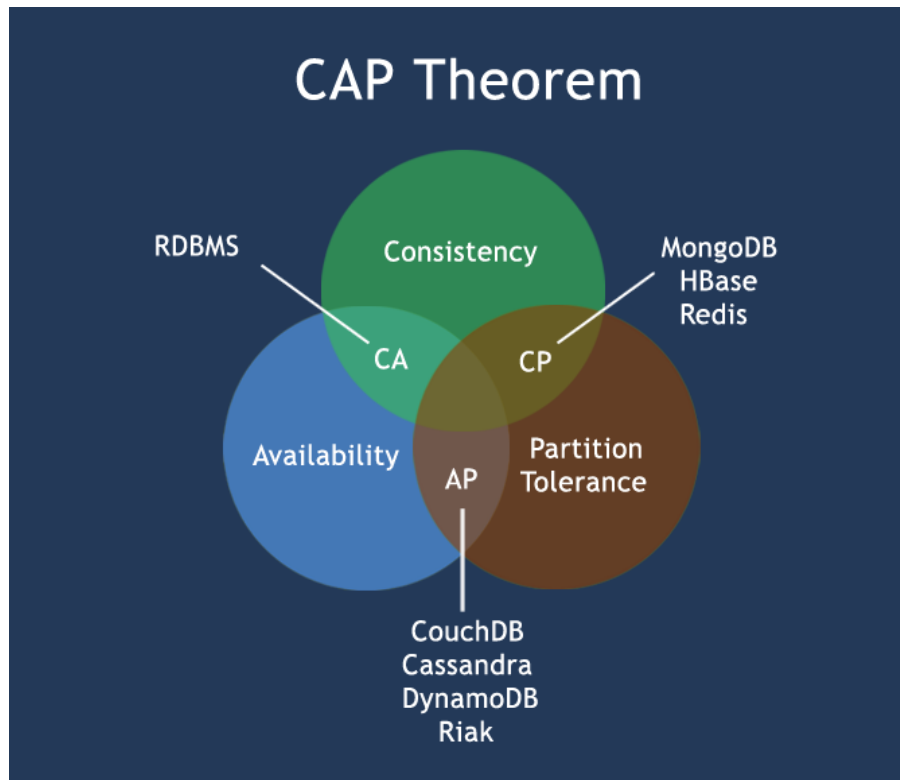 CAP Theorem
RDBMS
Consistency
MongoDB
HBase
Redis
CA
CP
Availability
Partition
Tolerance
AP
CouchDB
Cassandra
DynamoDB
Riak